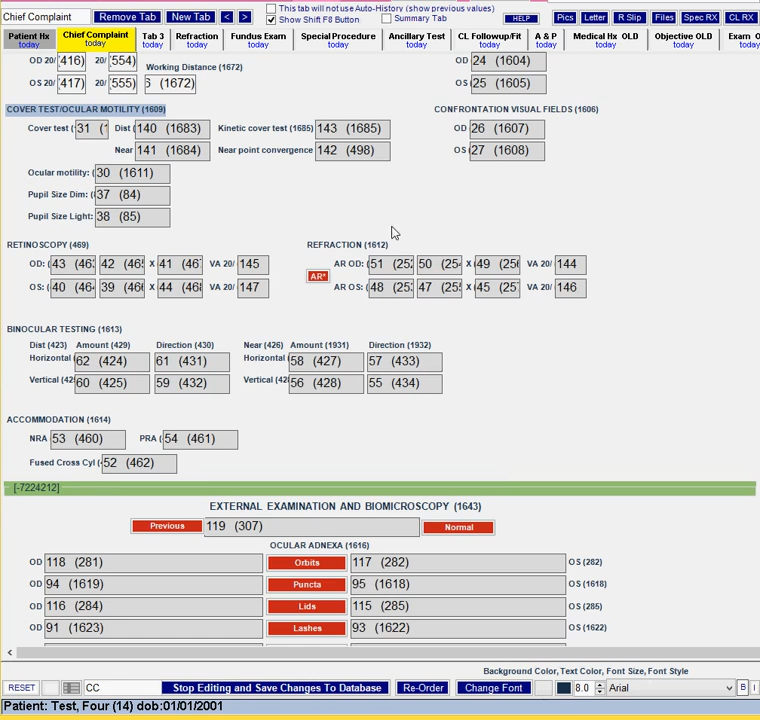 Chief Complaint Remove Tab New Tab < > This tab will not use Auto-History (show previous values)
Show Shift F8 Button Summary Tab HELP Pics Letter R Slip Files Spec RX CL RX
Patient Hx today Chief Complaint today Tab 3 today Refraction today Fundus Exam today Special Procedure today Ancillary Test today CL Followup/Fit today A & P today Medical Hx OLD today Objective OLD today Exam
OD 20/ 416) 20/ 554) Working Distance (1672) OD 24 (1604)
OS 20/ 417) 20/ 555) 6 (1672) OS 25 (1605)
COVER TEST/OCULAR MOTILITY (1609) CONFRONTATION VISUAL FIELDS (1606)
Cover test ( 31 ( Dist 140 (1683) Kinetic cover test (1685) 143 (1685) OD 26 (1607)
Near 141 (1684) Near point convergence 142 (498) OS 27 (1608)
Ocular motility: ( 30 (1611)
Pupil Size Dim: ( 37 (84)
Pupil Size Light: 38 (85)
RETINOSCOPY (469) REFRACTION (1612)
OD: ( 43 (46 42 (46 X 41 (46 VA 20/ 145 AR* AR OD: ( 51 (25 50 (25 X 49 (25 VA 20/ 144
OS: 40 (46 39 (46 X 44 (46 VA 20/ 147 AR OS: ( 48 (25 47 (25 X 45 (25 VA 20/ 146
BINOCULAR TESTING (1613)
Dist (423) Amount (429) Direction (430) Near (426) Amount (1931) Direction (1932)
Horizontal 62 (424) 61 (431) Horizontal 58 (427) 57 (433)
Vertical (42 60 (425) 59 (432) Vertical (42 56 (428) 55 (434)
ACCOMMODATION (1614)
NRA 53 (460) PRA ( 54 (461)
Fused Cross Cyl ( 52 (462)
[-7224212]
EXTERNAL EXAMINATION AND BIOMICROSCOPY (1643)
Previous 119 (307) Normal
OCULAR ADNEXA (1616)
OD 118 (281) Orbits 117 (282) OS (282)
OD 94 (1619) Puncta 95 (1618) OS (1618)
OD 116 (284) Lids 115 (285) OS (285)
OD 91 (1623) Lashes 93 (1622) OS (1622)
<
Background Color, Text Color, Font Size, Font Style
RESET CC Stop Editing and Save Changes To Database Re-Order Change Font 8.0 Arial B I
Patient: Test, Four (14) dob:01/01/2001